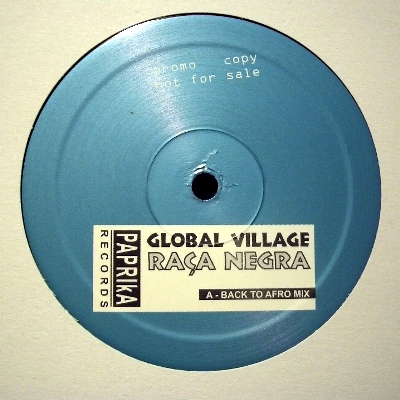 promo copy
not for sale
PAPRIKA
RECORDS
GLOBAL VILLAGE
RAÇA NEGRA
A - BACK TO AFRO MIX